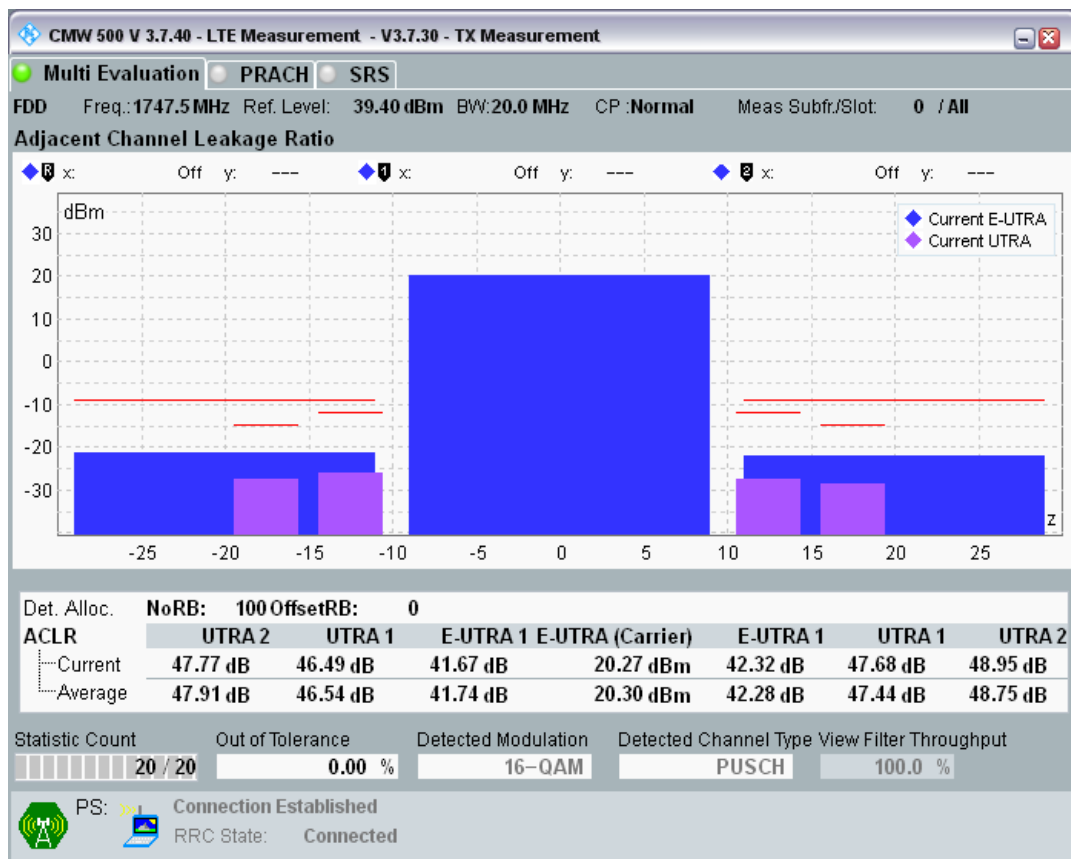 CMW 500 V 3.7.40 - LTE Measurement - V3.7.30 - TX Measurement
Multi Evaluation PRACH SRS
FDD Freq.:1747.5 MHz Ref. Level: 39.40 dBm BW:20.0 MHz CP :Normal Meas Subfr./Slot: 0 / All
Adjacent Channel Leakage Ratio
R x: Off y: --- 1 x: Off y: --- 2 x: Off y: ---
dBm
Current E-UTRA
Current UTRA
30
20
10
0
-10
-20
-30
z
-25 -20 -15 -10 -5 0 5 10 15 20 25
Det. Alloc. NoRB: 100 OffsetRB: 0
ACLR UTRA 2 UTRA 1 E-UTRA 1 E-UTRA (Carrier) E-UTRA 1 UTRA 1 UTRA 2
Current 47.77 dB 46.49 dB 41.67 dB 20.27 dBm 42.32 dB 47.68 dB 48.95 dB
Average 47.91 dB 46.54 dB 41.74 dB 20.30 dBm 42.28 dB 47.44 dB 48.75 dB
Statistic Count Out of Tolerance Detected Modulation Detected Channel Type View Filter Throughput
20 / 20 0.00 % 16-QAM PUSCH 100.0 %
PS: Connection Established
RRC State: Connected